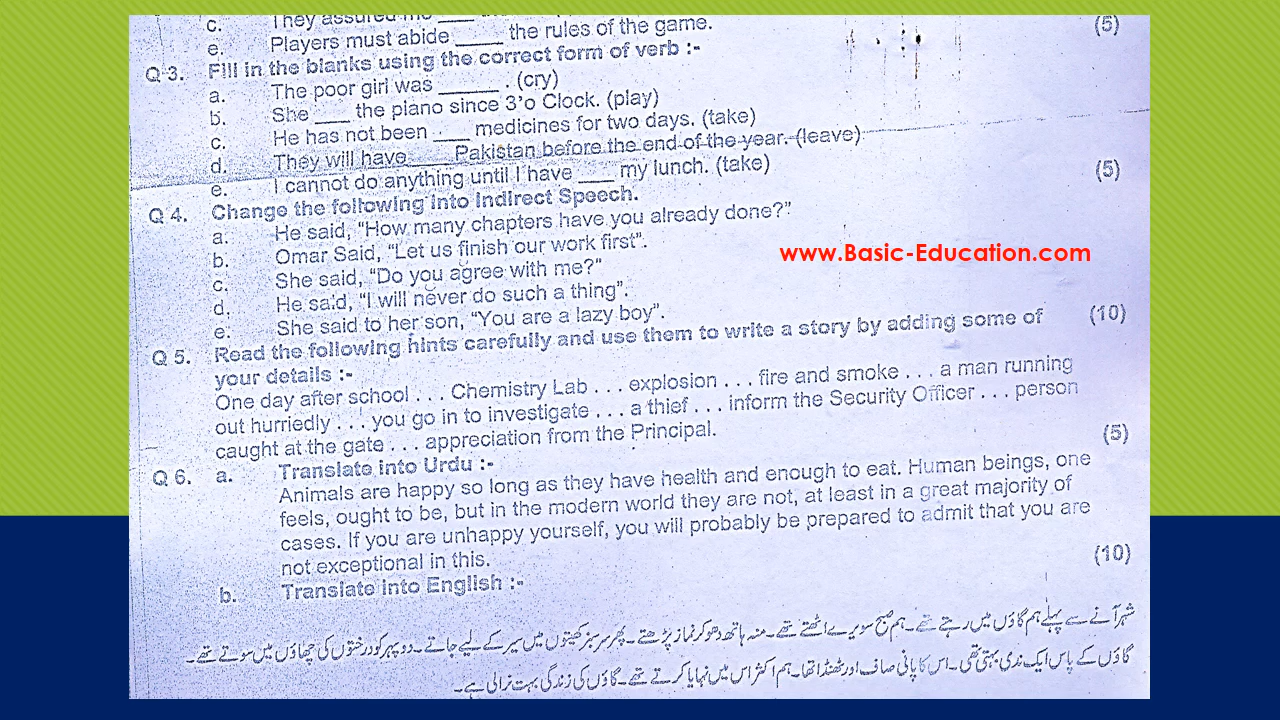 c. They assured me ____
e. Players must abide ____ the rules of the game. (5)
Q 3. Fill in the blanks using the correct form of verb :-
a. The poor girl was ______ . (cry)
b. She ____ the piano since 3’o Clock. (play)
c. He has not been ____ medicines for two days. (take)
d. They will have____ Pakistan before the end of the year. (leave)
e. I cannot do anything until I have ____ my lunch. (take)
Q 4. Change the following into Indirect Speech. (5)
a. He said, “How many chapters have you already done?”
b. Omar Said, “Let us finish our work first”.
www.Basic-Education.com
c. She said, “Do you agree with me?”
d. He said, “I will never do such a thing”.
e. She said to her son, “You are a lazy boy”.
Q 5. Read the following hints carefully and use them to write a story by adding some of (10)
your details :-
One day after school . . . Chemistry Lab . . . explosion . . . fire and smoke . . . a man running
out hurriedly . . . you go in to investigate . . . a thief . . . inform the Security Officer . . . person
caught at the gate . . . appreciation from the Principal.
Q 6. a. Translate into Urdu :- (5)
Animals are happy so long as they have health and enough to eat. Human beings, one
feels, ought to be, but in the modern world they are not, at least in a great majority of
cases. If you are unhappy yourself, you will probably be prepared to admit that you are
not exceptional in this.
b. Translate into English :- (10)
شہر آنے سے پہلے ہم گاؤں میں رہتے تھے۔ ہم صبح سویرے اٹھتے تھے۔ منہ ہاتھ دھو کر نماز پڑھتے۔ پھر سرسبز کھیتوں میں سیر کے لیے جاتے۔ دوپہر کو درختوں کی چھاؤں میں سوتے تھے۔
گاؤں کے پاس ایک ندی بہتی تھی۔ اس کا پانی صاف اور ٹھنڈا تھا۔ ہم اکثر اس میں نہایا کرتے تھے۔ گاؤں کی زندگی بہت نرالی ہے۔